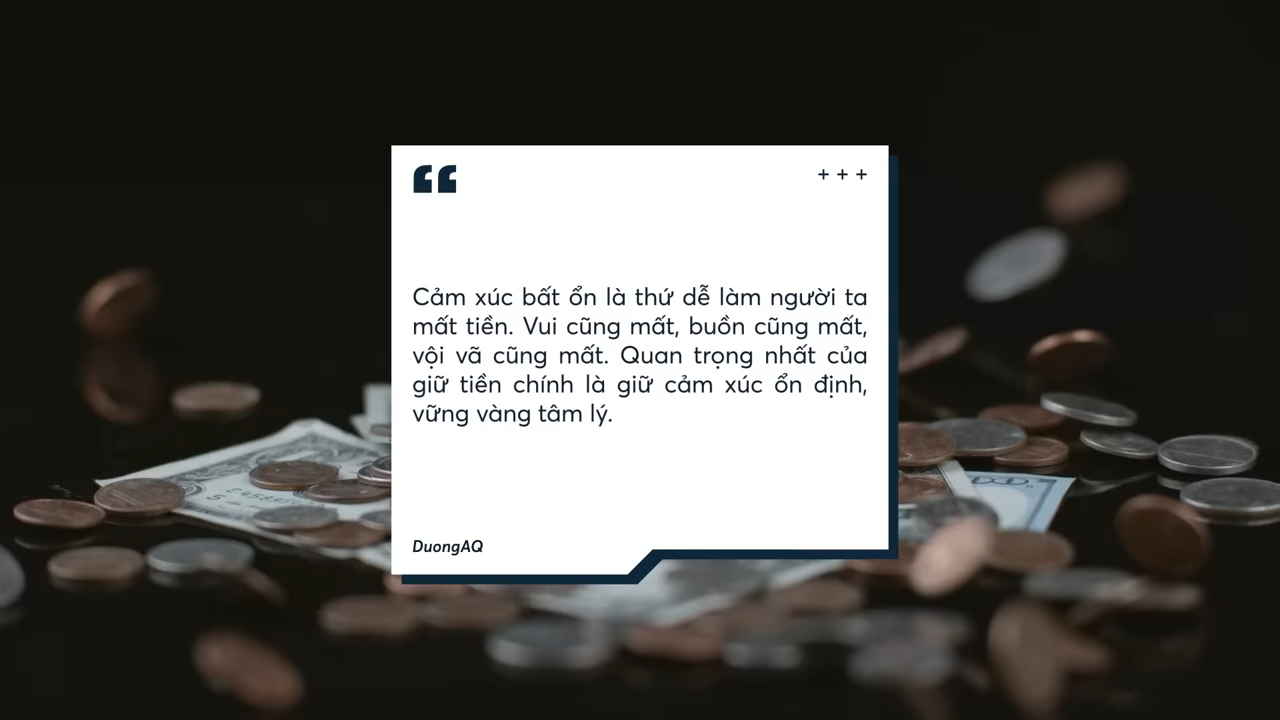 “
+ + +
Cảm xúc bất ổn là thứ dễ làm người ta
mất tiền. Vui cũng mất, buồn cũng mất,
vội vã cũng mất. Quan trọng nhất của
giữ tiền chính là giữ cảm xúc ổn định,
vững vàng tâm lý.
DuongAQ